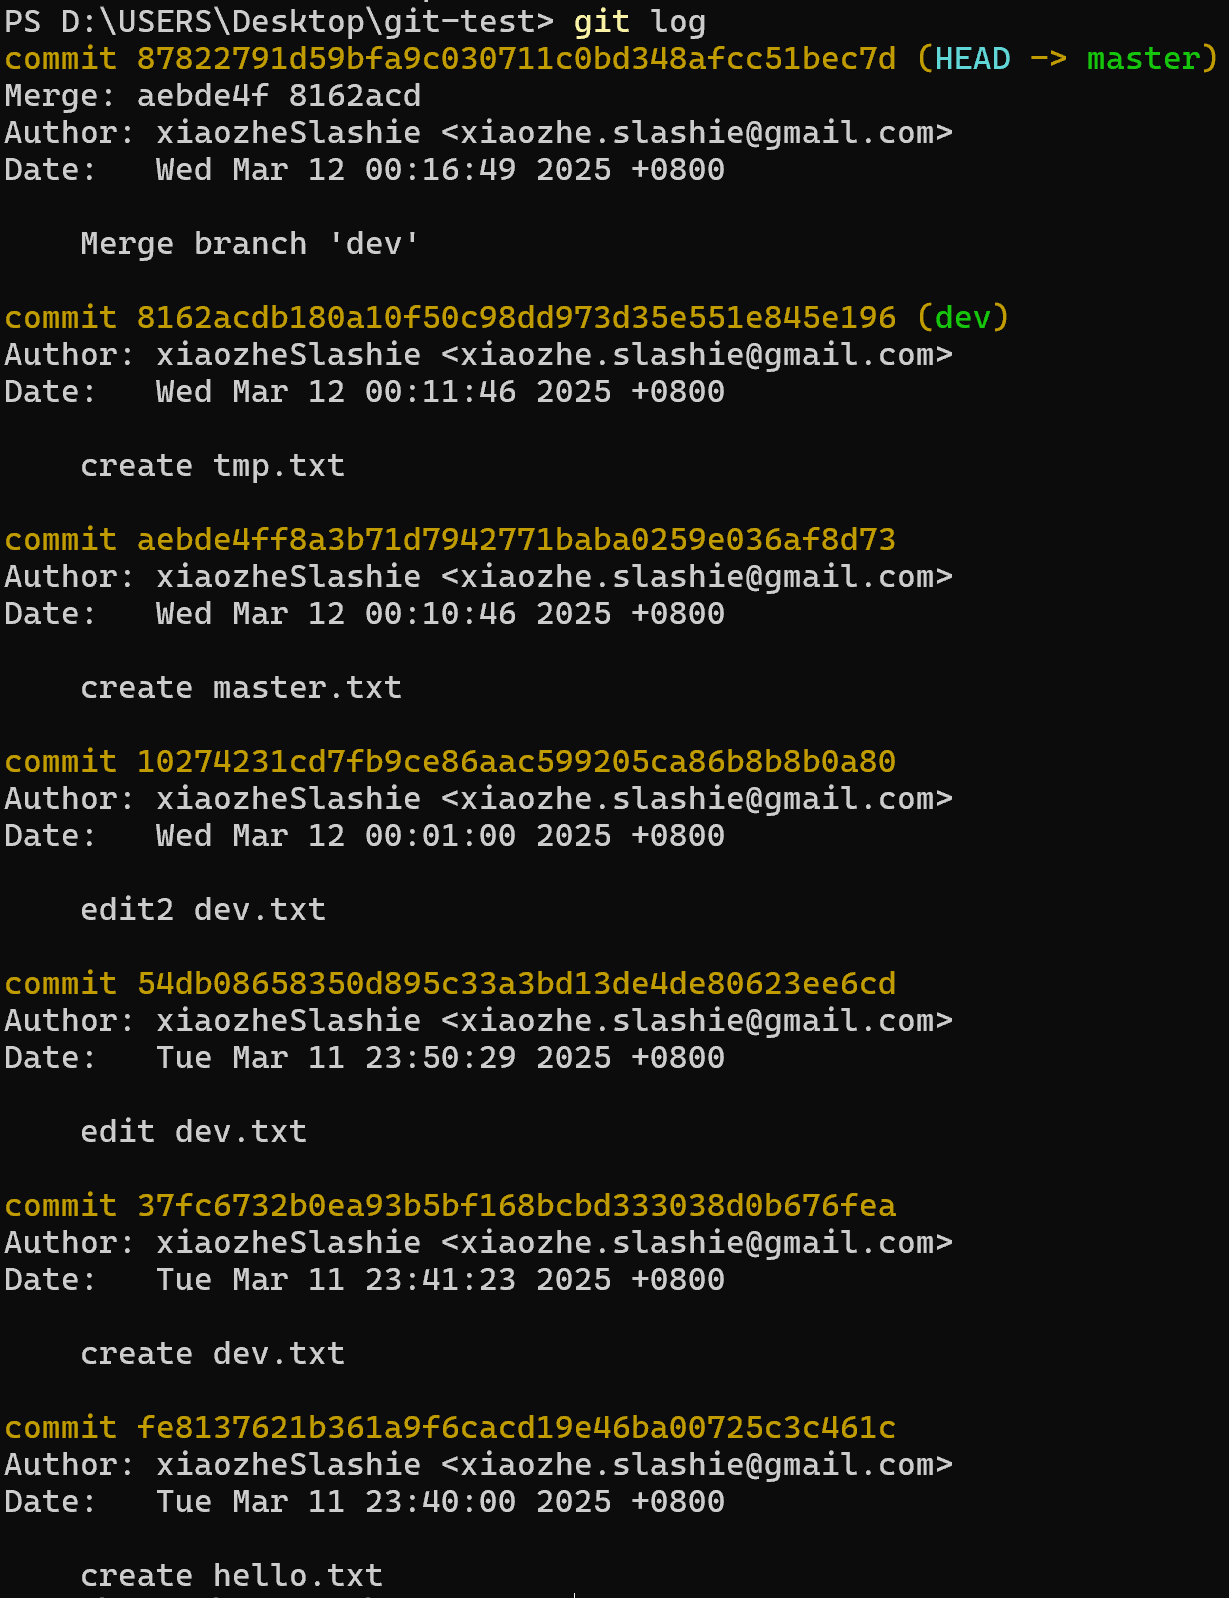 PS D:\USERS\Desktop\git-test> git log
commit 87822791d59bfa9c030711c0bd348afcc51bec7d (HEAD -> master)
Merge: aebde4f 8162acd
Author: xiaozheSlashie <xiaozhe.slashie@gmail.com>
Date:   Wed Mar 12 00:16:49 2025 +0800
    Merge branch 'dev'
commit 8162acdb180a10f50c98dd973d35e551e845e196 (dev)
Author: xiaozheSlashie <xiaozhe.slashie@gmail.com>
Date:   Wed Mar 12 00:11:46 2025 +0800
    create tmp.txt
commit aebde4ff8a3b71d7942771baba0259e036af8d73
Author: xiaozheSlashie <xiaozhe.slashie@gmail.com>
Date:   Wed Mar 12 00:10:46 2025 +0800
    create master.txt
commit 10274231cd7fb9ce86aac599205ca86b8b8b0a80
Author: xiaozheSlashie <xiaozhe.slashie@gmail.com>
Date:   Wed Mar 12 00:01:00 2025 +0800
    edit2 dev.txt
commit 54db08658350d895c33a3bd13de4de80623ee6cd
Author: xiaozheSlashie <xiaozhe.slashie@gmail.com>
Date:   Tue Mar 11 23:50:29 2025 +0800
    edit dev.txt
commit 37fc6732b0ea93b5bf168bcbd333038d0b676fea
Author: xiaozheSlashie <xiaozhe.slashie@gmail.com>
Date:   Tue Mar 11 23:41:23 2025 +0800
    create dev.txt
commit fe8137621b361a9f6cacd19e46ba00725c3c461c
Author: xiaozheSlashie <xiaozhe.slashie@gmail.com>
Date:   Tue Mar 11 23:40:00 2025 +0800
    create hello.txt